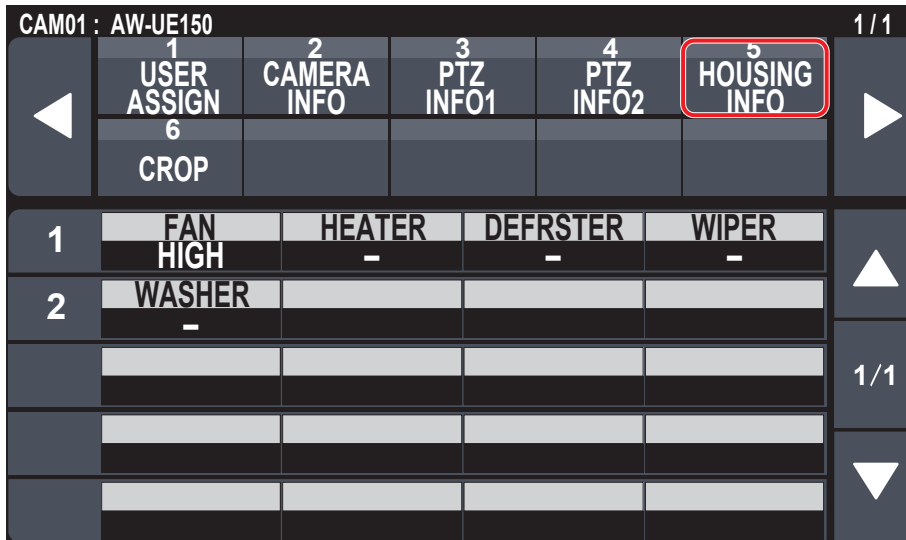 CAM01 : AW-UE150 1 / 1
1 2 3 4 5
USER CAMERA PTZ PTZ HOUSING
ASSIGN INFO INFO1 INFO2 INFO
6
CROP
1 FAN HEATER DEFRSTER WIPER
HIGH – – –
2 WASHER
–
1/1